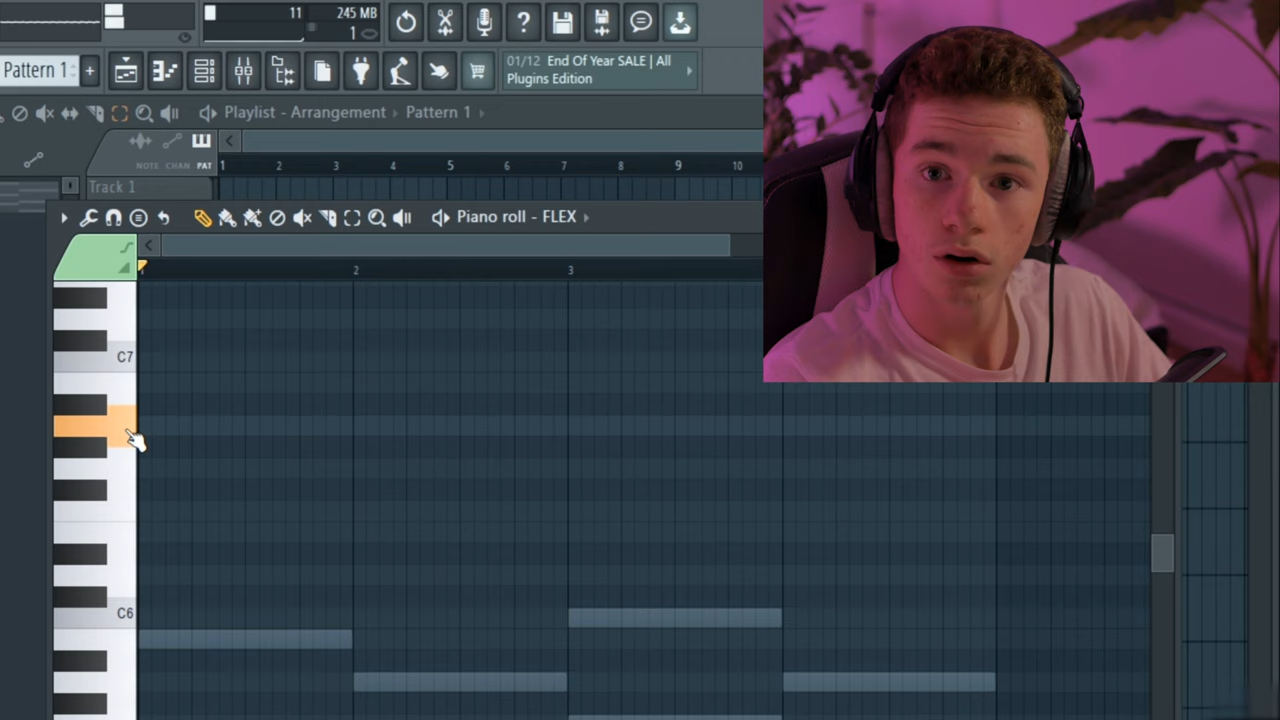 11 245 MB
1
?
Pattern 1 +
01/12 End Of Year SALE | All
Plugins Edition
Playlist - Arrangement › Pattern 1 ›
NOTE CHAN PAT
1 2 3 4 5 6 7 8 9 10
Track 1
Piano roll - FLEX
1 2 3
C7
C6